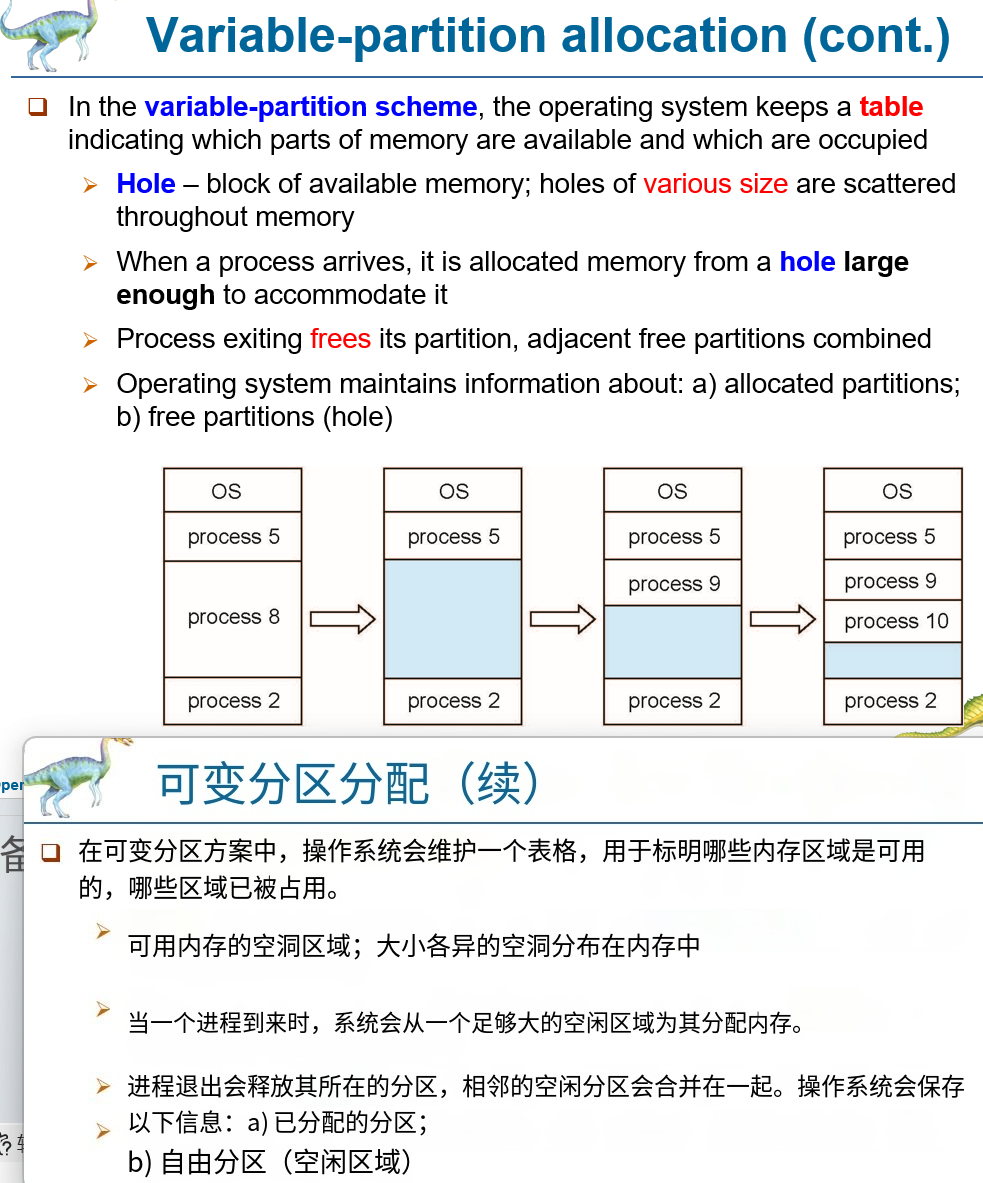 Variable-partition allocation (cont.)
In the variable-partition scheme, the operating system keeps a table
indicating which parts of memory are available and which are occupied
Hole – block of available memory; holes of various size are scattered
throughout memory
When a process arrives, it is allocated memory from a hole large
enough to accommodate it
Process exiting frees its partition, adjacent free partitions combined
Operating system maintains information about: a) allocated partitions;
b) free partitions (hole)
OS
process 5
process 8
process 2
OS
process 5
process 2
OS
process 5
process 9
process 2
OS
process 5
process 9
process 10
process 2
可变分区分配（续）
在可变分区方案中，操作系统会维护一个表格，用于标明哪些内存区域是可用
的，哪些区域已被占用。
可用内存的空洞区域；大小各异的空洞分布在内存中
当一个进程到来时，系统会从一个足够大的空闲区域为其分配内存。
进程退出会释放其所在的分区，相邻的空闲分区会合并在一起。操作系统会保存
以下信息：a) 已分配的分区；
b) 自由分区（空闲区域）